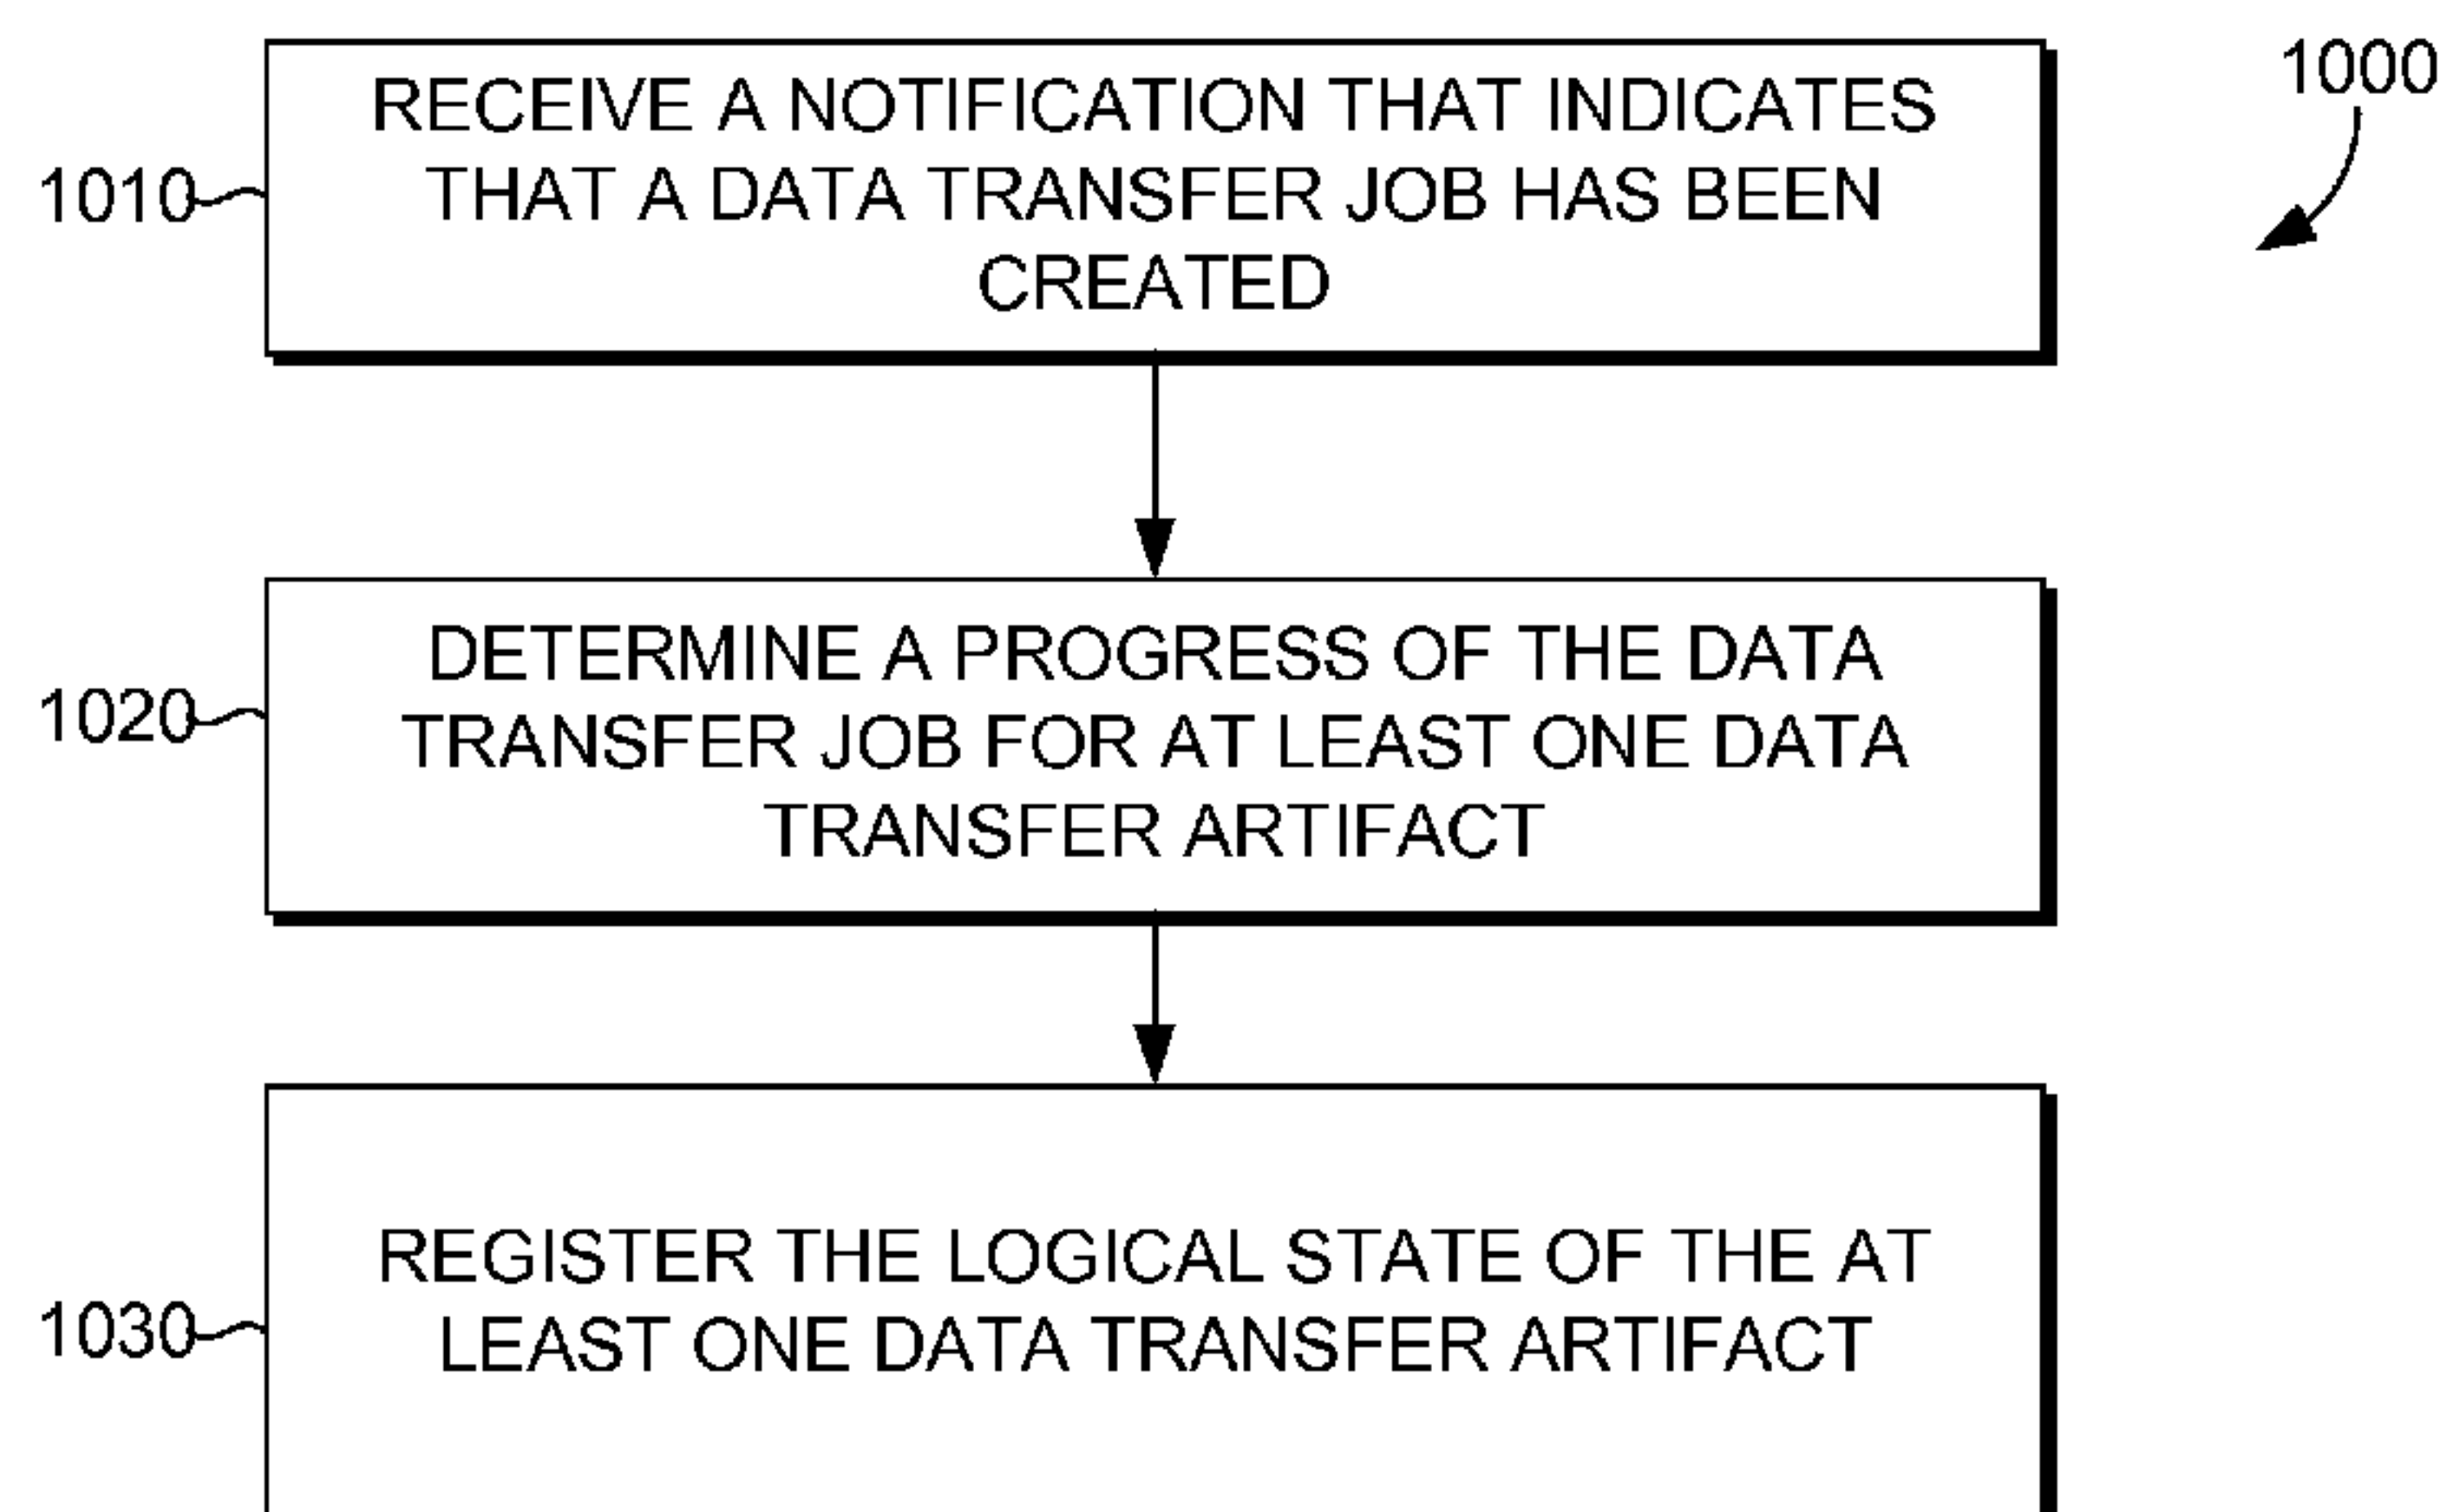 1000
RECEIVE A NOTIFICATION THAT INDICATES
THAT A DATA TRANSFER JOB HAS BEEN
CREATED
1010
DETERMINE A PROGRESS OF THE DATA
TRANSFER JOB FOR AT LEAST ONE DATA
TRANSFER ARTIFACT
1020
REGISTER THE LOGICAL STATE OF THE AT
LEAST ONE DATA TRANSFER ARTIFACT
1030